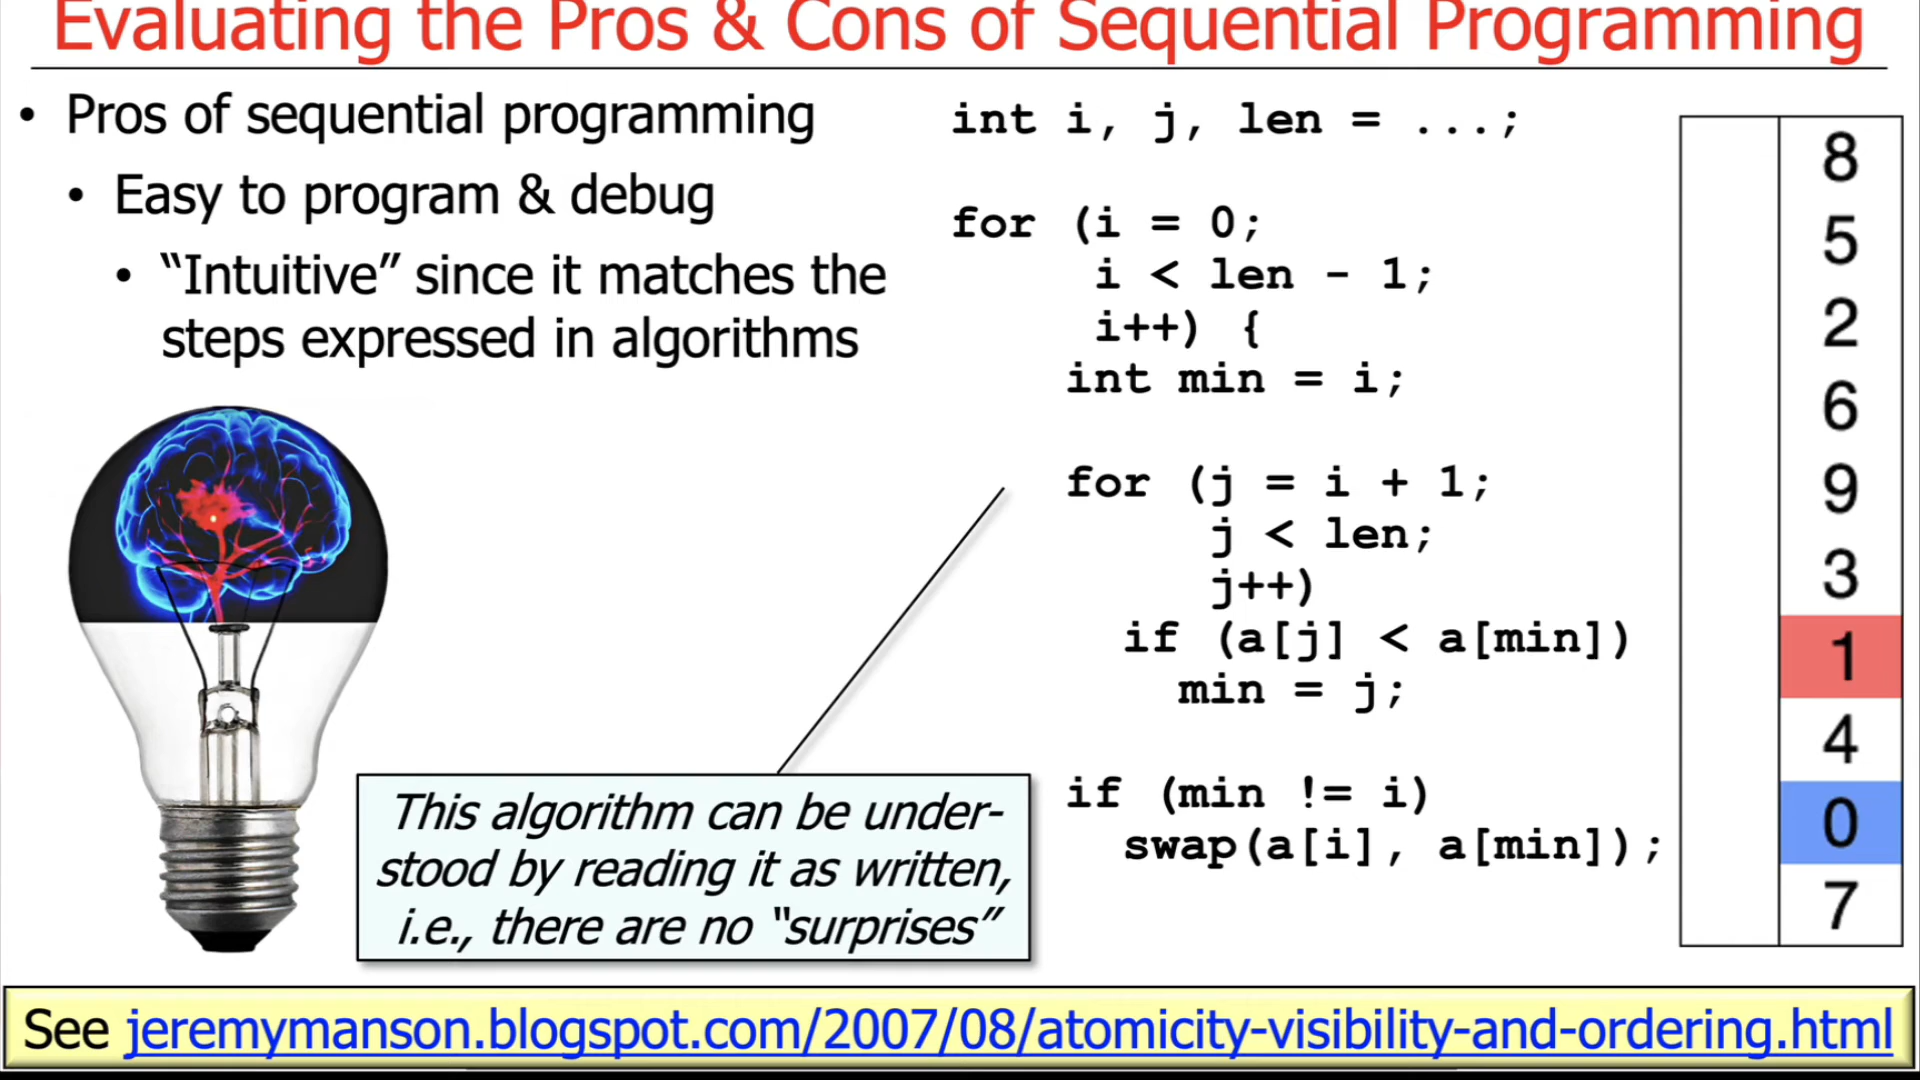 Evaluating the Pros & Cons of Sequential Programming
• Pros of sequential programming
• Easy to program & debug
• “Intuitive” since it matches the
steps expressed in algorithms
This algorithm can be under-
stood by reading it as written,
i.e., there are no “surprises”
int i, j, len = ...;
for (i = 0;
i < len - 1;
i++) {
int min = i;
for (j = i + 1;
j < len;
j++)
if (a[j] < a[min])
min = j;
if (min != i)
swap(a[i], a[min]);
8
5
2
6
9
3
1
4
0
7
See jeremymanson.blogspot.com/2007/08/atomicity-visibility-and-ordering.html